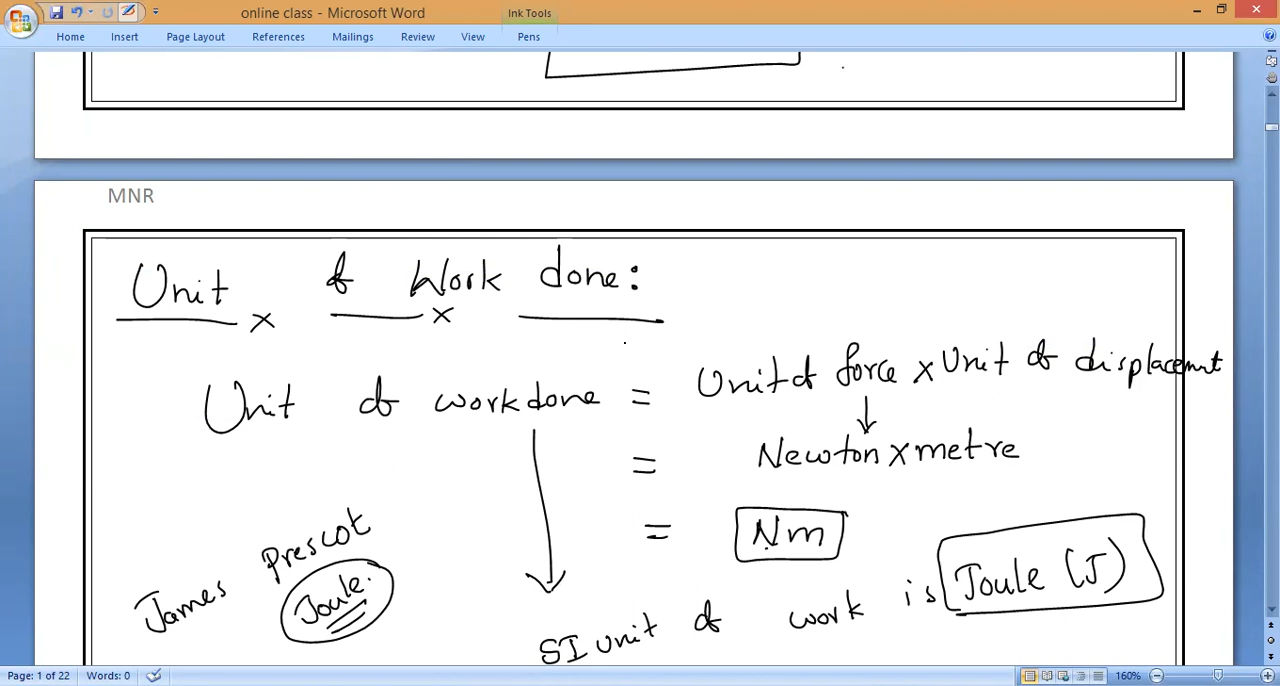 online class - Microsoft Word
Ink Tools
Home Insert Page Layout References Mailings Review View Pens
MNR
Unit of Work done:
Unit of workdone = Unit of force x Unit of displacemnt
= Newton x metre
= Nm
James Prescot
Joule.
SI unit of work is Joule (J)
Page: 1 of 22 Words: 0 160%